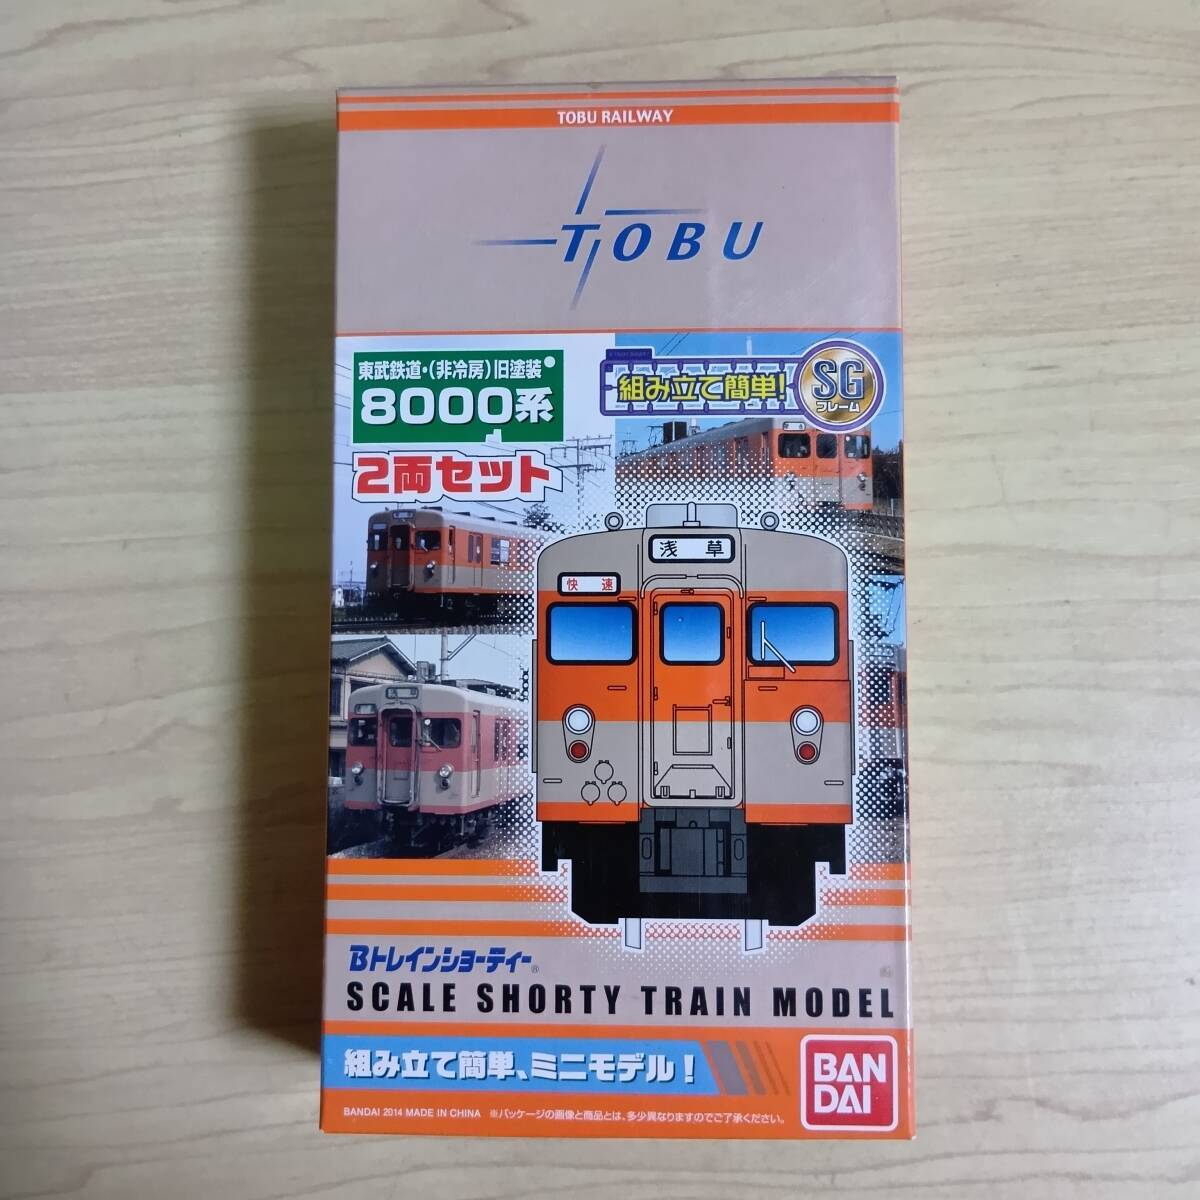 TOBU RAILWAY
TOBU
東武鉄道・(非冷房)旧塗装
8000系
2両セット
組み立て簡単!
SG
フレーム
浅草
快速
Bトレインショーティー®
SCALE SHORTY TRAIN MODEL
組み立て簡単、ミニモデル!
BANDAI 2014 MADE IN CHINA ※パッケージの画像と商品とは、多少異なりますのでご了承ください。
BAN
DAI